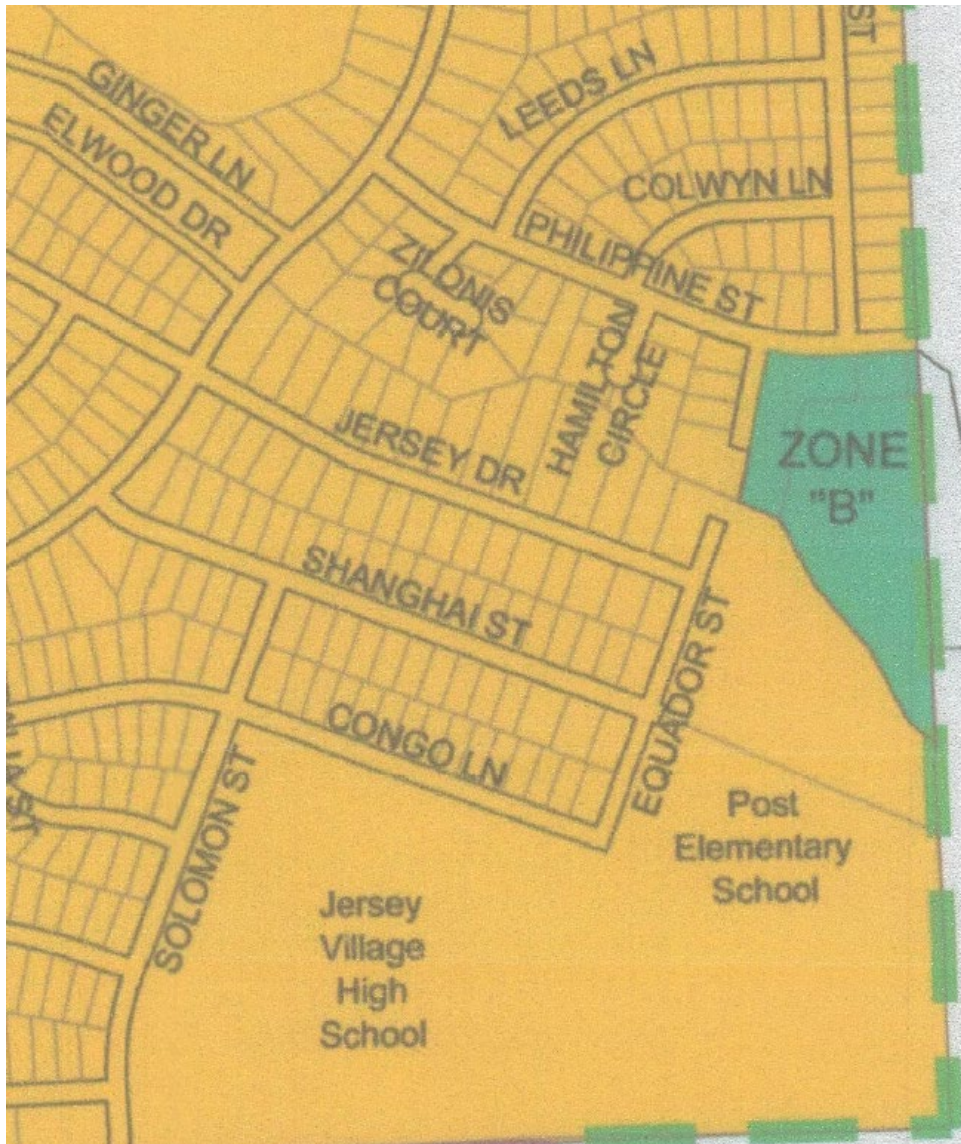 ST
GINGER LN
LEEDS LN
ELWOOD DR
COLWYN LN
PHILIPPINE ST
ZILONIS
COURT
HAMILTON
CIRCLE
JERSEY DR
ZONE
"B"
SHANGHAI ST
EQUADOR ST
CONGO LN
SOLOMON ST
Post
Elementary
School
Jersey
Village
High
School